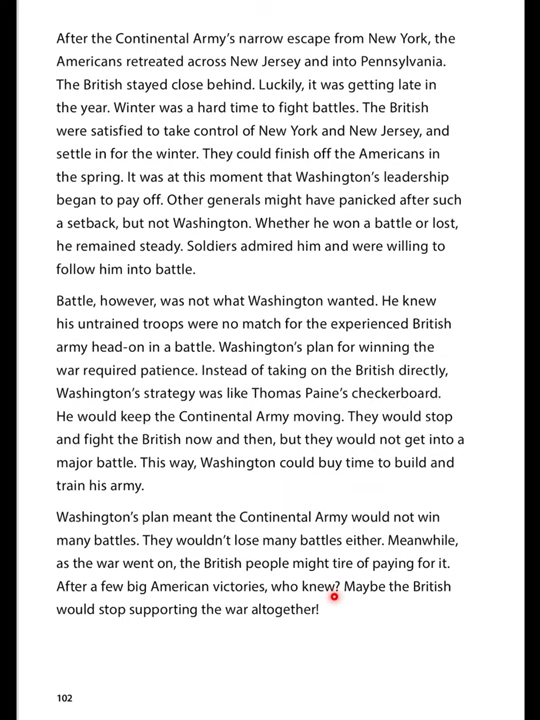 After the Continental Army’s narrow escape from New York, the
Americans retreated across New Jersey and into Pennsylvania.
The British stayed close behind. Luckily, it was getting late in
the year. Winter was a hard time to fight battles. The British
were satisfied to take control of New York and New Jersey, and
settle in for the winter. They could finish off the Americans in
the spring. It was at this moment that Washington’s leadership
began to pay off. Other generals might have panicked after such
a setback, but not Washington. Whether he won a battle or lost,
he remained steady. Soldiers admired him and were willing to
follow him into battle.
Battle, however, was not what Washington wanted. He knew
his untrained troops were no match for the experienced British
army head-on in a battle. Washington’s plan for winning the
war required patience. Instead of taking on the British directly,
Washington’s strategy was like Thomas Paine’s checkerboard.
He would keep the Continental Army moving. They would stop
and fight the British now and then, but they would not get into a
major battle. This way, Washington could buy time to build and
train his army.
Washington’s plan meant the Continental Army would not win
many battles. They wouldn’t lose many battles either. Meanwhile,
as the war went on, the British people might tire of paying for it.
After a few big American victories, who knew? Maybe the British
would stop supporting the war altogether!
102